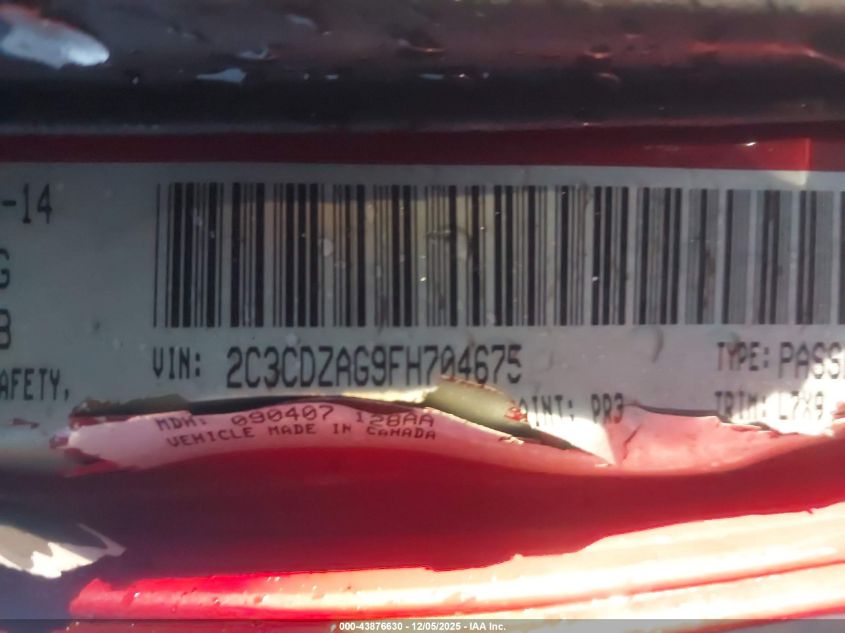 -14
G
B
AFETY,
VIN: 2C3CDZAG9FH704675 TYPE: PASS
MDH: 090407 128AA PAINT: PR3 TRIM: L7X9
VEHICLE MADE IN CANADA
000-43876630 - 12/05/2025 - IAA Inc.